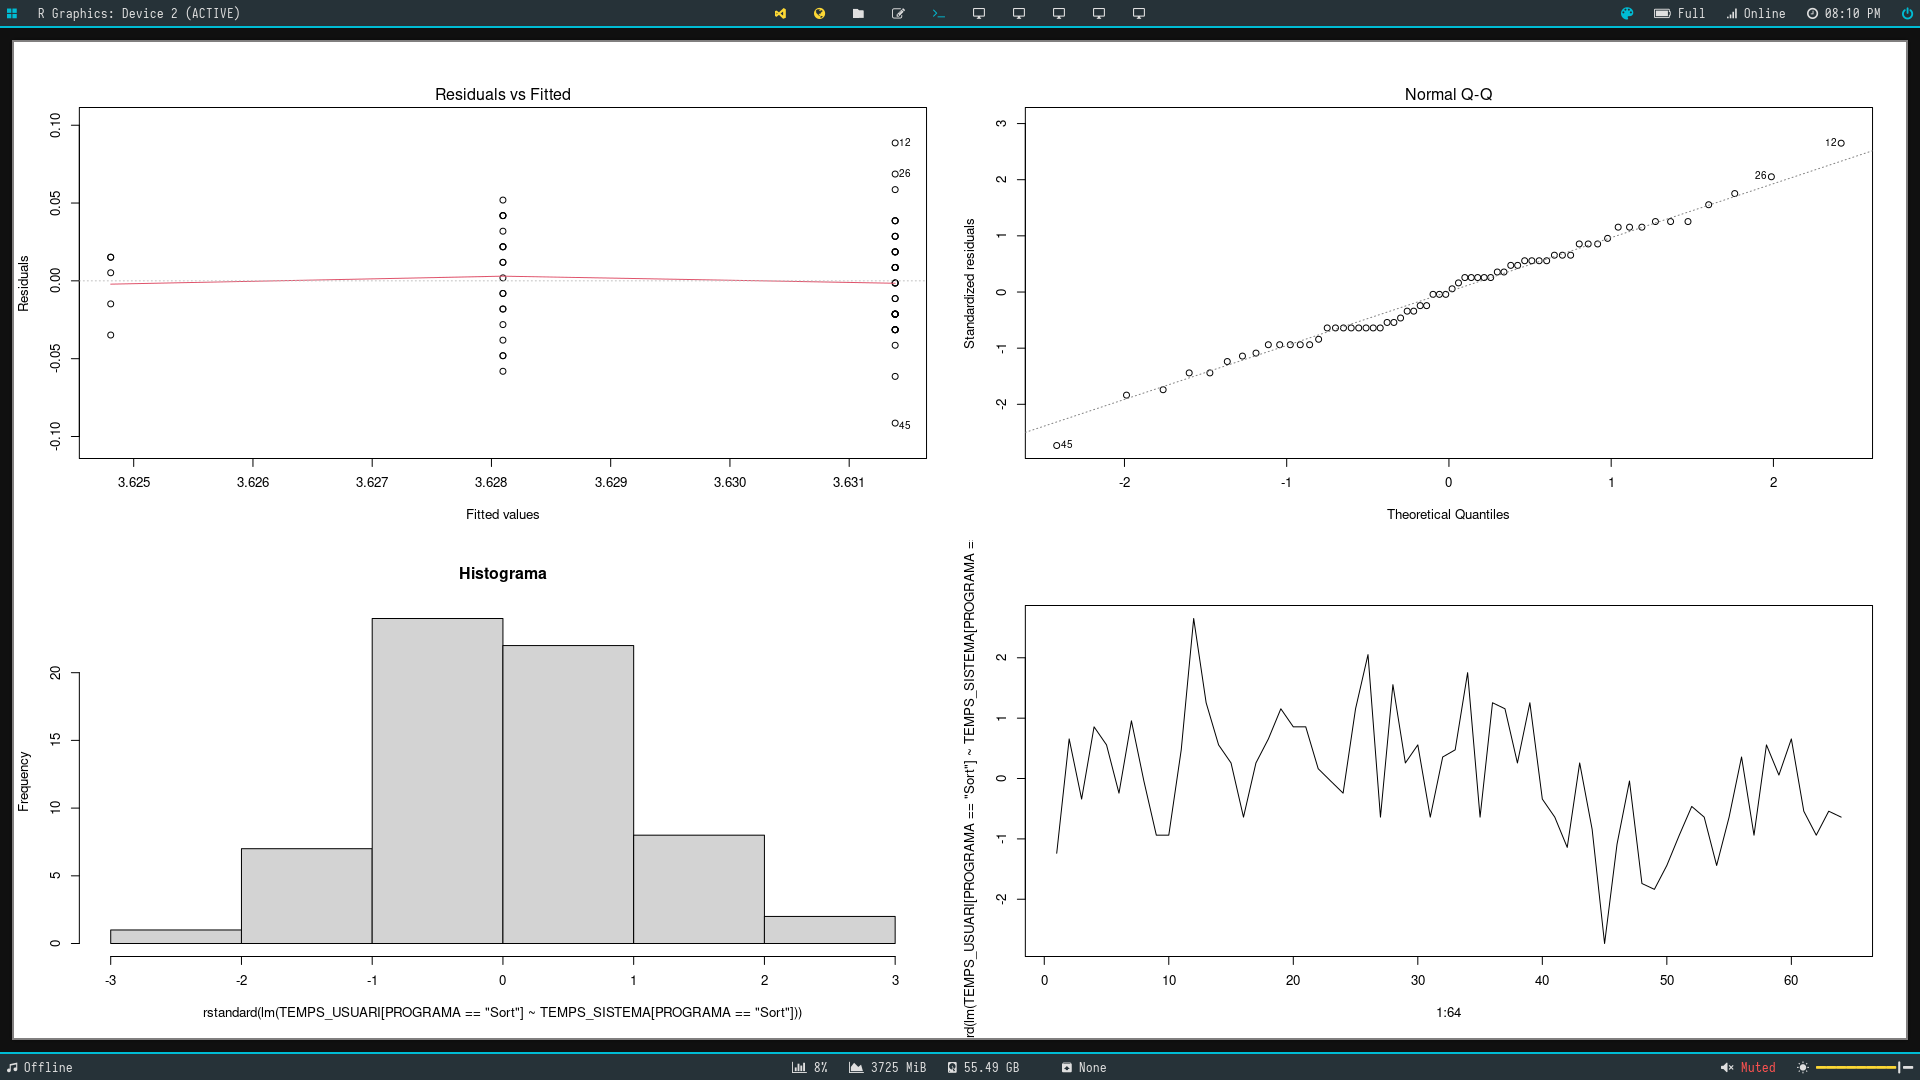 R Graphics: Device 2 (ACTIVE)
Full
Online
08:10 PM
Residuals vs Fitted
Residuals
0.10
0.05
0.00
-0.05
-0.10
12
26
45
3.625 3.626 3.627 3.628 3.629 3.630 3.631
Fitted values
Normal Q-Q
Standardized residuals
3
2
1
0
-1
-2
12
26
45
-2 -1 0 1 2
Theoretical Quantiles
Histograma
Frequency
20
15
10
5
0
-3 -2 -1 0 1 2 3
rstandard(lm(TEMPS_USUARI[PROGRAMA == "Sort"] ~ TEMPS_SISTEMA[PROGRAMA == "Sort"]))
rd(lm(TEMPS_USUARI[PROGRAMA == "Sort"] ~ TEMPS_SISTEMA[PROGRAMA =
2
1
0
-1
-2
0 10 20 30 40 50 60
1:64
Offline
8%
3725 MiB
55.49 GB
None
Muted